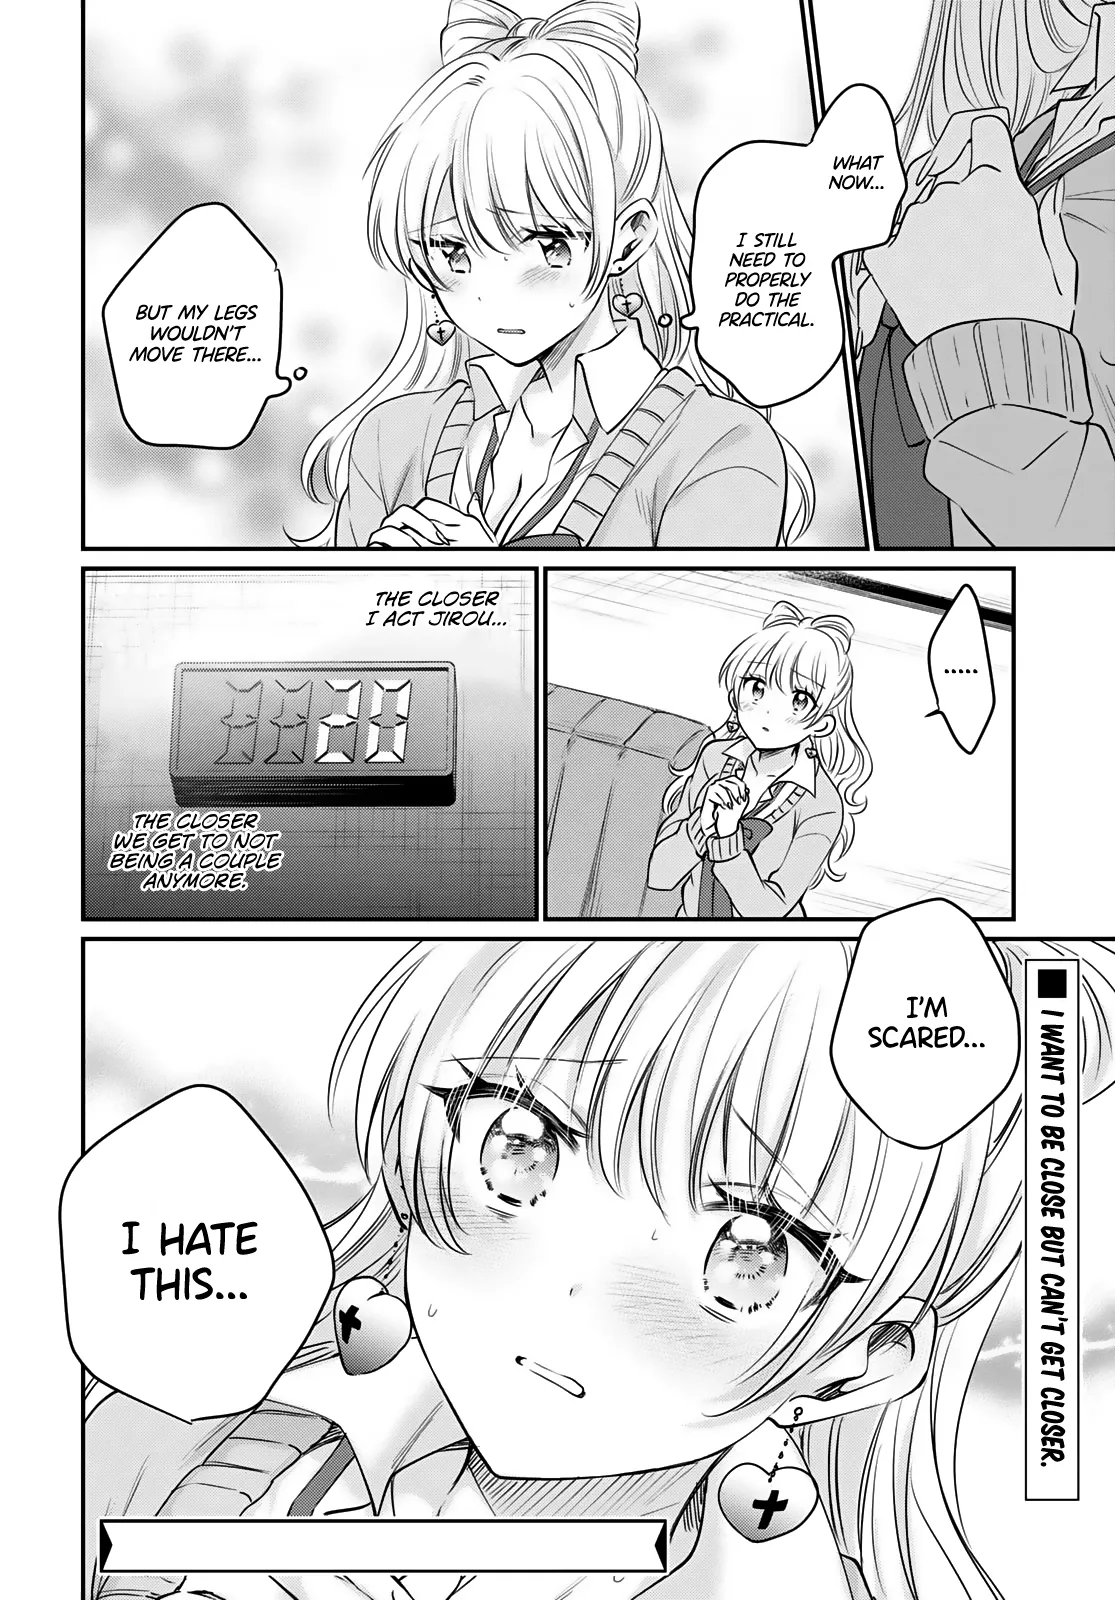 WHAT
NOW...
I STILL
NEED TO
PROPERLY
DO THE
PRACTICAL.
BUT MY LEGS
WOULDN'T
MOVE THERE...
......
THE CLOSER
I ACT JIROU...
20
THE CLOSER
WE GET TO NOT
BEING A COUPLE
ANYMORE.
I'M
SCARED...
I HATE
THIS...
■ I WANT TO BE CLOSE BUT CAN'T GET CLOSER.